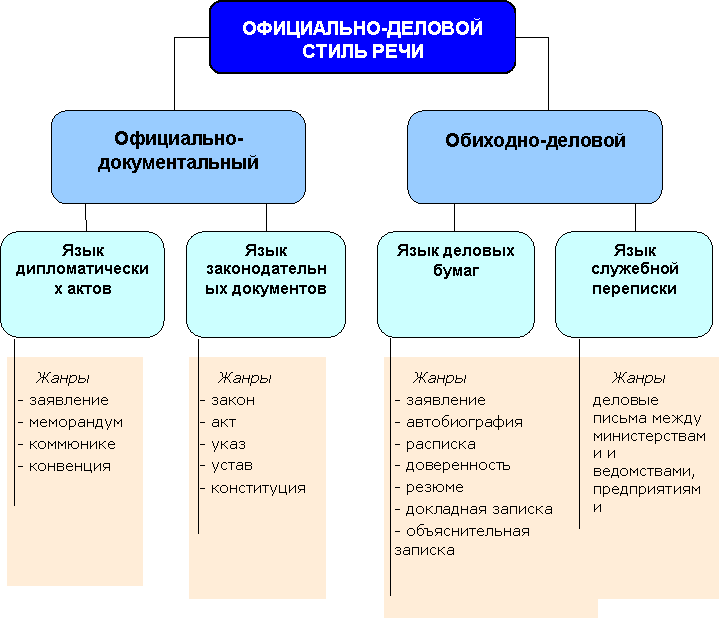 ОФИЦИАЛЬНО-ДЕЛОВОЙ
СТИЛЬ РЕЧИ
Официально-
документальный
Обиходно-деловой
Язык
дипломатически
х актов
Язык
законодательн
ых документов
Язык деловых
бумаг
Язык
служебной
переписки
Жанры
- заявление
- меморандум
- коммюнике
- конвенция
Жанры
- закон
- акт
- указ
- устав
- конституция
Жанры
- заявление
- автобиография
- расписка
- доверенность
- резюме
- докладная записка
- объяснительная
записка
Жанры
деловые
письма между
министерствам
и и
ведомствами,
предприятиям
и